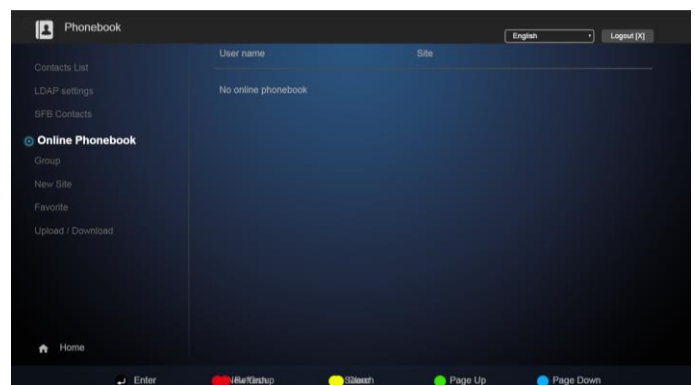 Phonebook
English
Logout [X]
User name Site
Contacts List
LDAP settings
No online phonebook
SFB Contacts
Online Phonebook
Group
New Site
Favorite
Upload / Download
Home
Enter
Page Up
Page Down